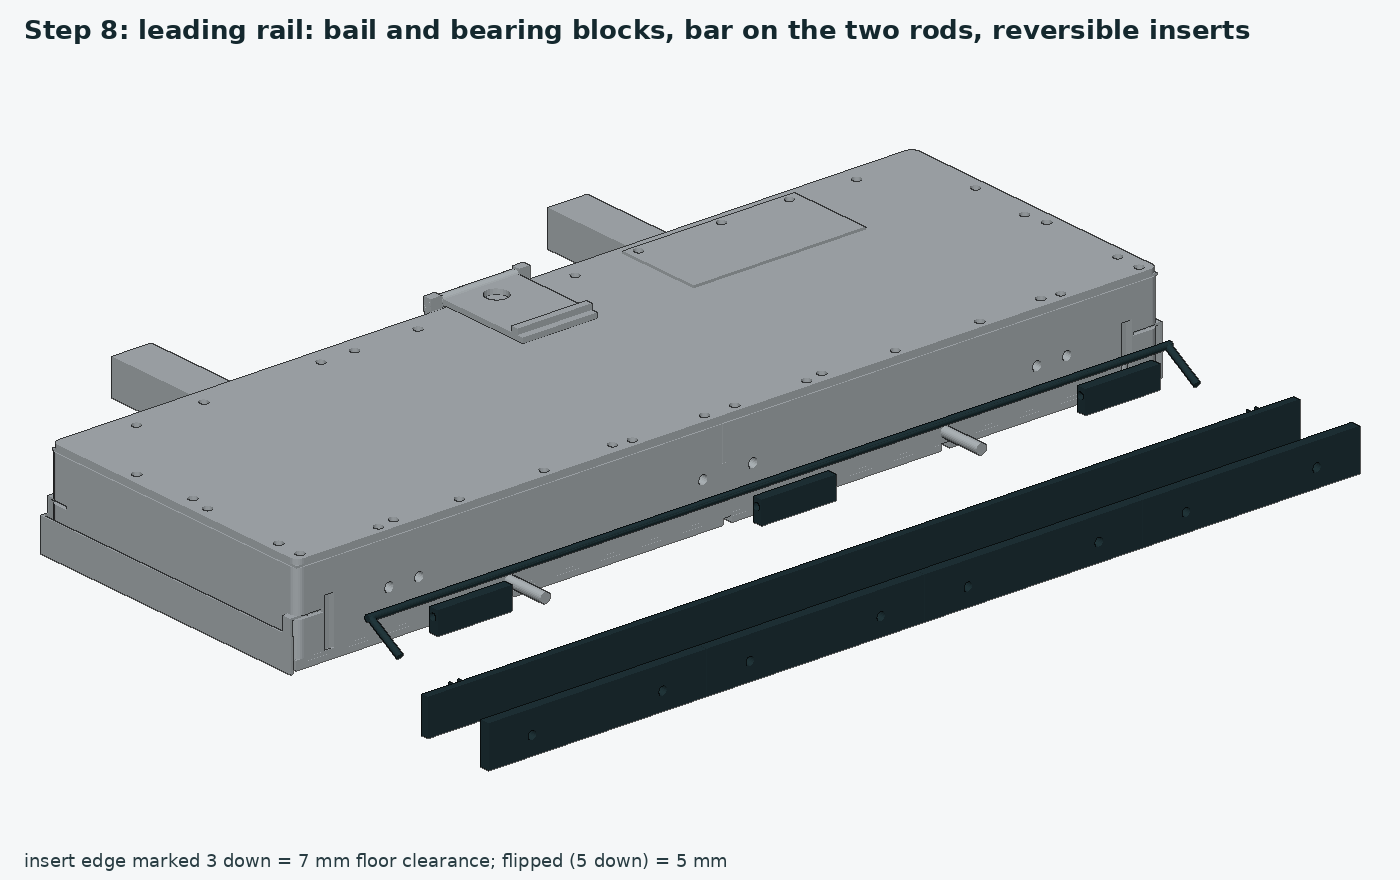 Step 8: leading rail: bail and bearing blocks, bar on the two rods, reversible inserts
insert edge marked 3 down = 7 mm floor clearance; flipped (5 down) = 5 mm